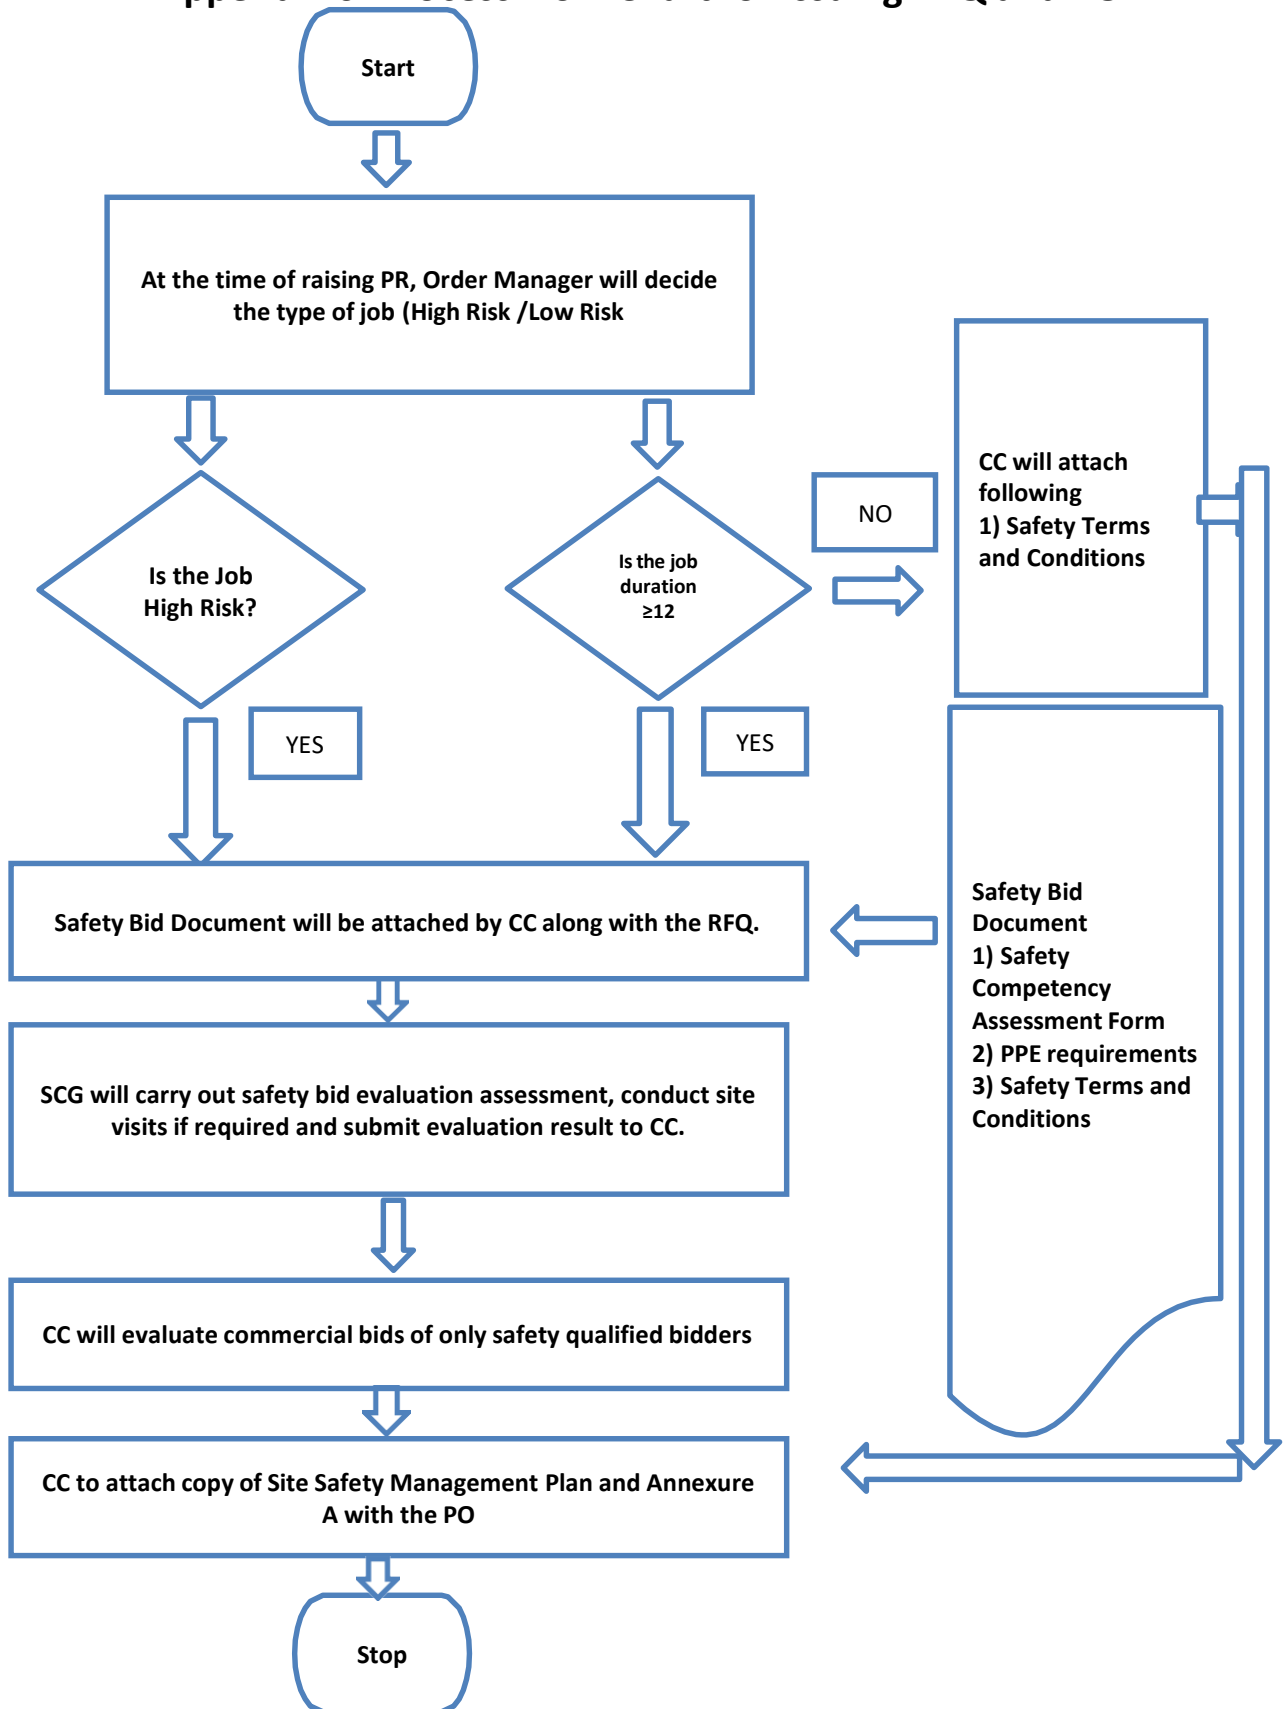 Start
At the time of raising PR, Order Manager will decide
the type of job (High Risk /Low Risk
Is the Job
High Risk?
Is the job
duration
≥12
NO
CC will attach
following
1) Safety Terms
and Conditions
YES
YES
Safety Bid Document will be attached by CC along with the RFQ.
Safety Bid
Document
1) Safety
Competency
Assessment Form
2) PPE requirements
3) Safety Terms and
Conditions
SCG will carry out safety bid evaluation assessment, conduct site
visits if required and submit evaluation result to CC.
CC will evaluate commercial bids of only safety qualified bidders
CC to attach copy of Site Safety Management Plan and Annexure
A with the PO
Stop